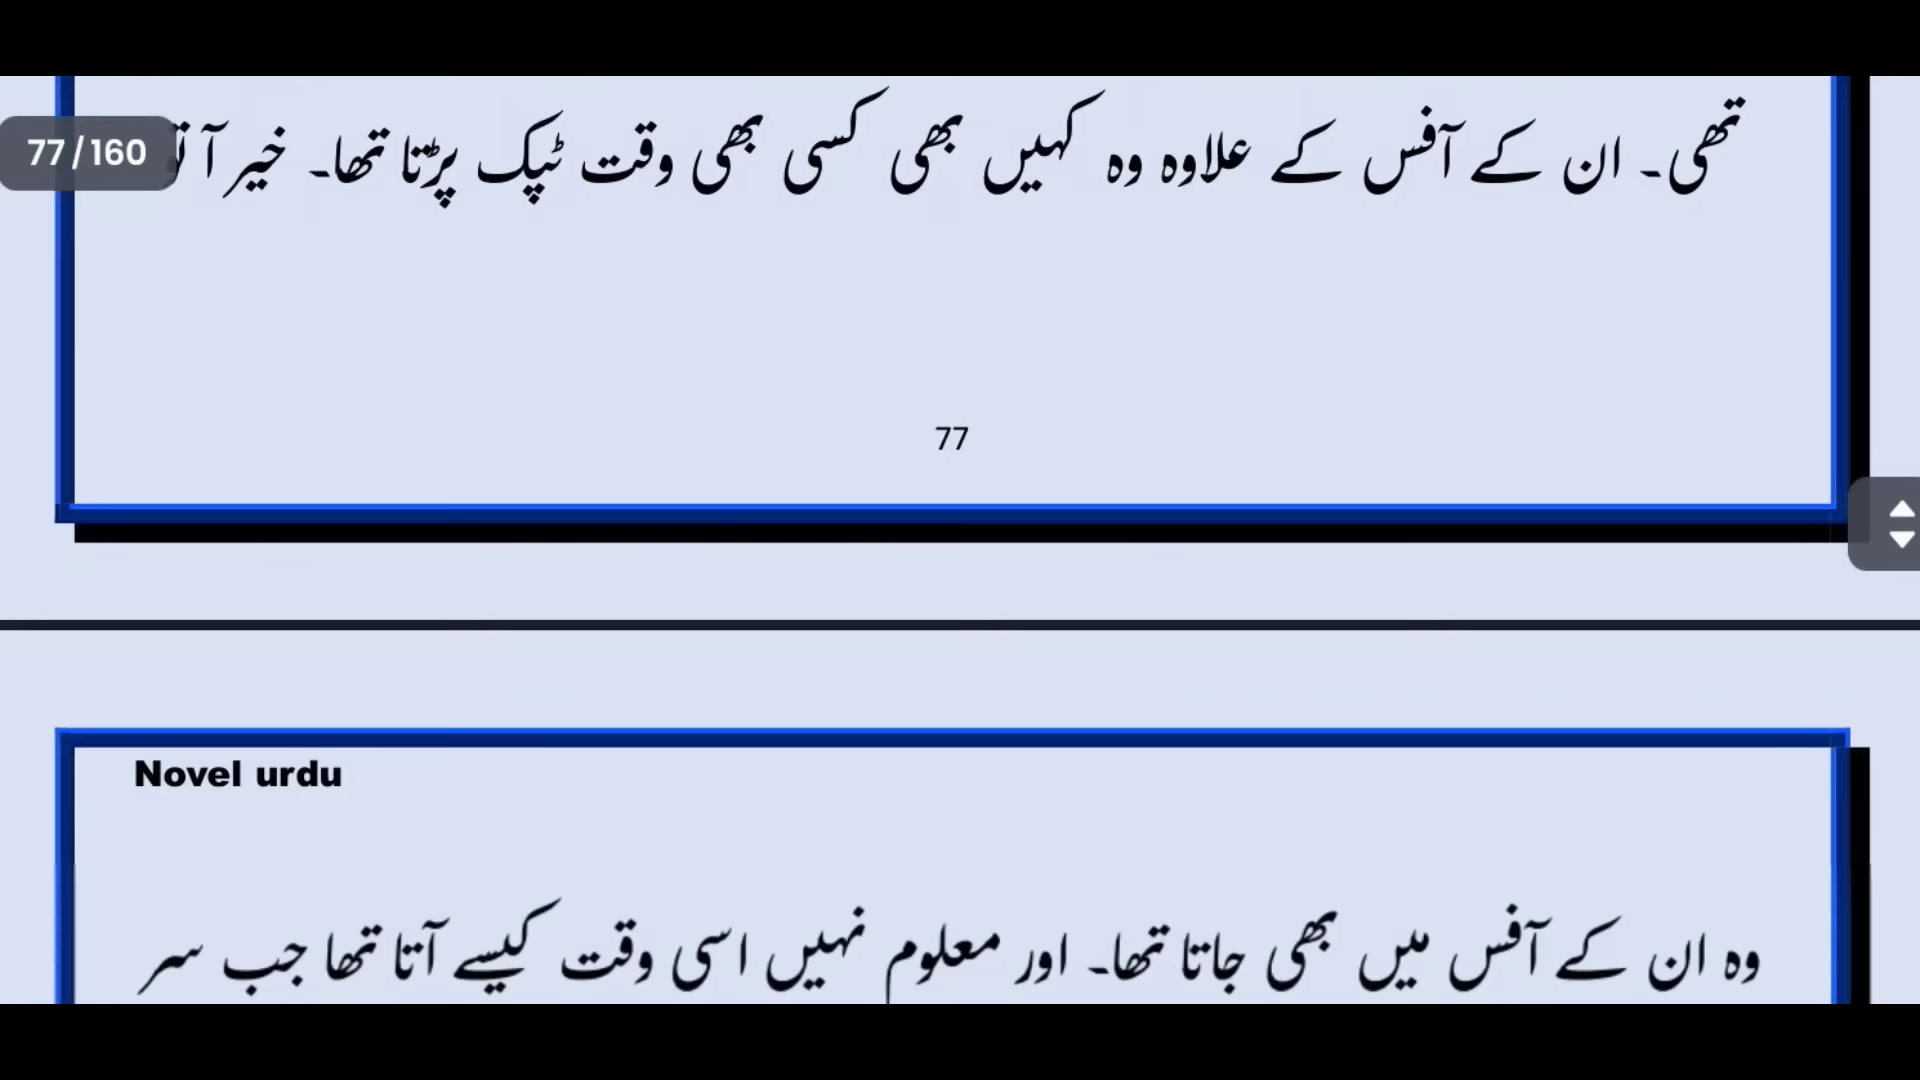 77/160
تھی۔ ان کے آفس کے علاوہ وہ کہیں بھی کسی بھی وقت ٹپک پڑتا تھا۔ خیر آ تو
77
Novel urdu
وہ ان کے آفس میں بھی جاتا تھا۔ اور معلوم نہیں اسی وقت کیسے آتا تھا جب سر